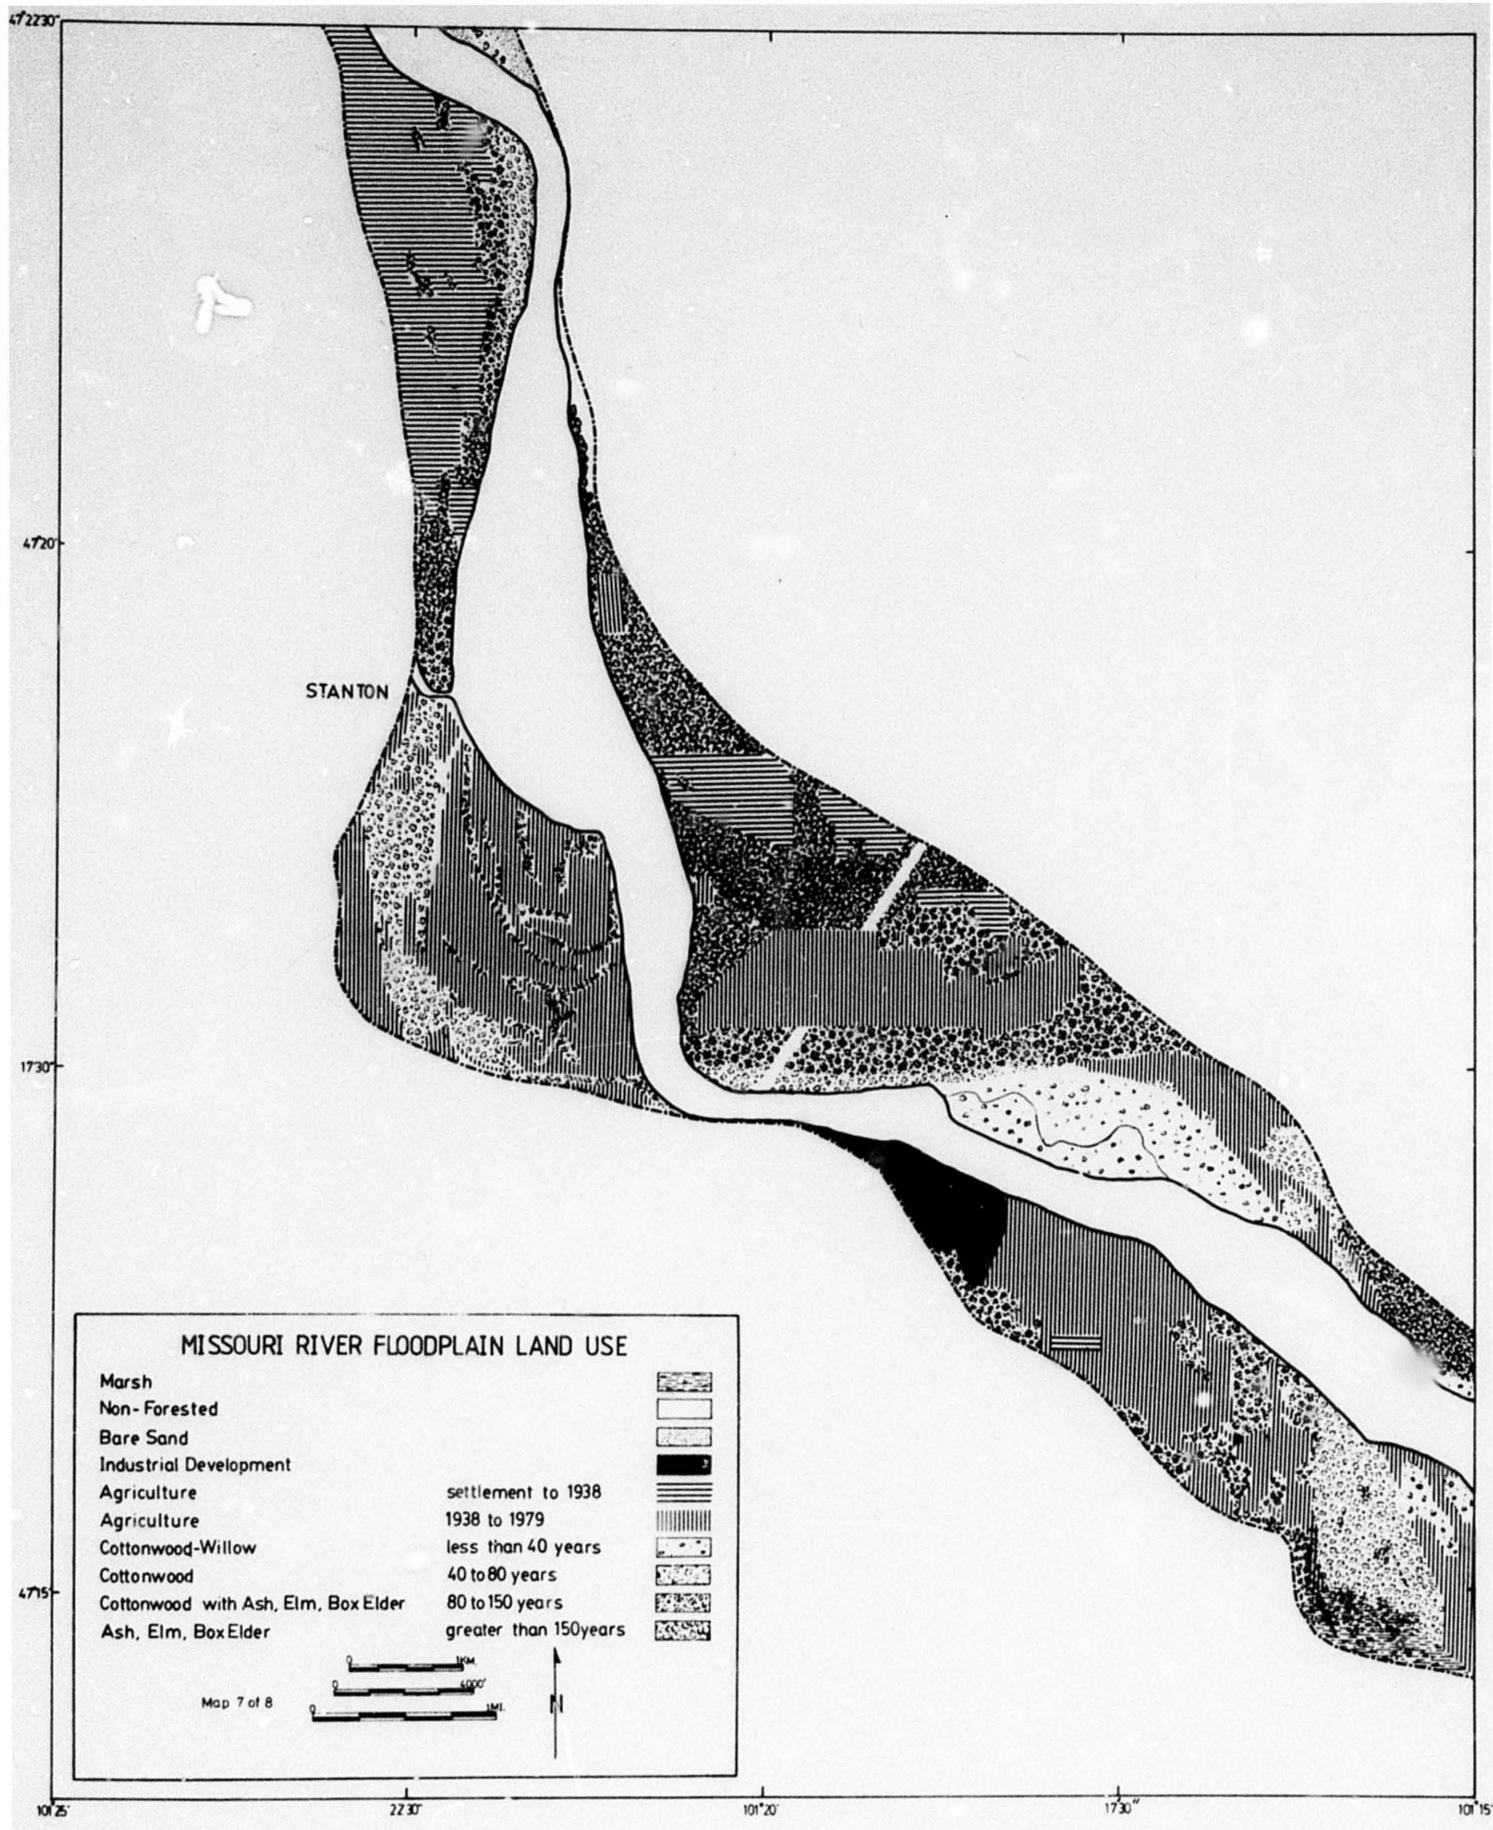 47°22'30"
47°20'
STANTON
17'30"
MISSOURI RIVER FLOODPLAIN LAND USE
Marsh
Non-Forested
Bare Sand
Industrial Development
Agriculture settlement to 1938
Agriculture 1938 to 1979
Cottonwood-Willow less than 40 years
Cottonwood 40 to 80 years
Cottonwood with Ash, Elm, Box Elder 80 to 150 years
Ash, Elm, Box Elder greater than 150 years
47°15'
0 1KM.
0 4000'
Map 7 of 8
0 1MI.
N
101°25'
22'30"
101°20'
17'30"
101°15'